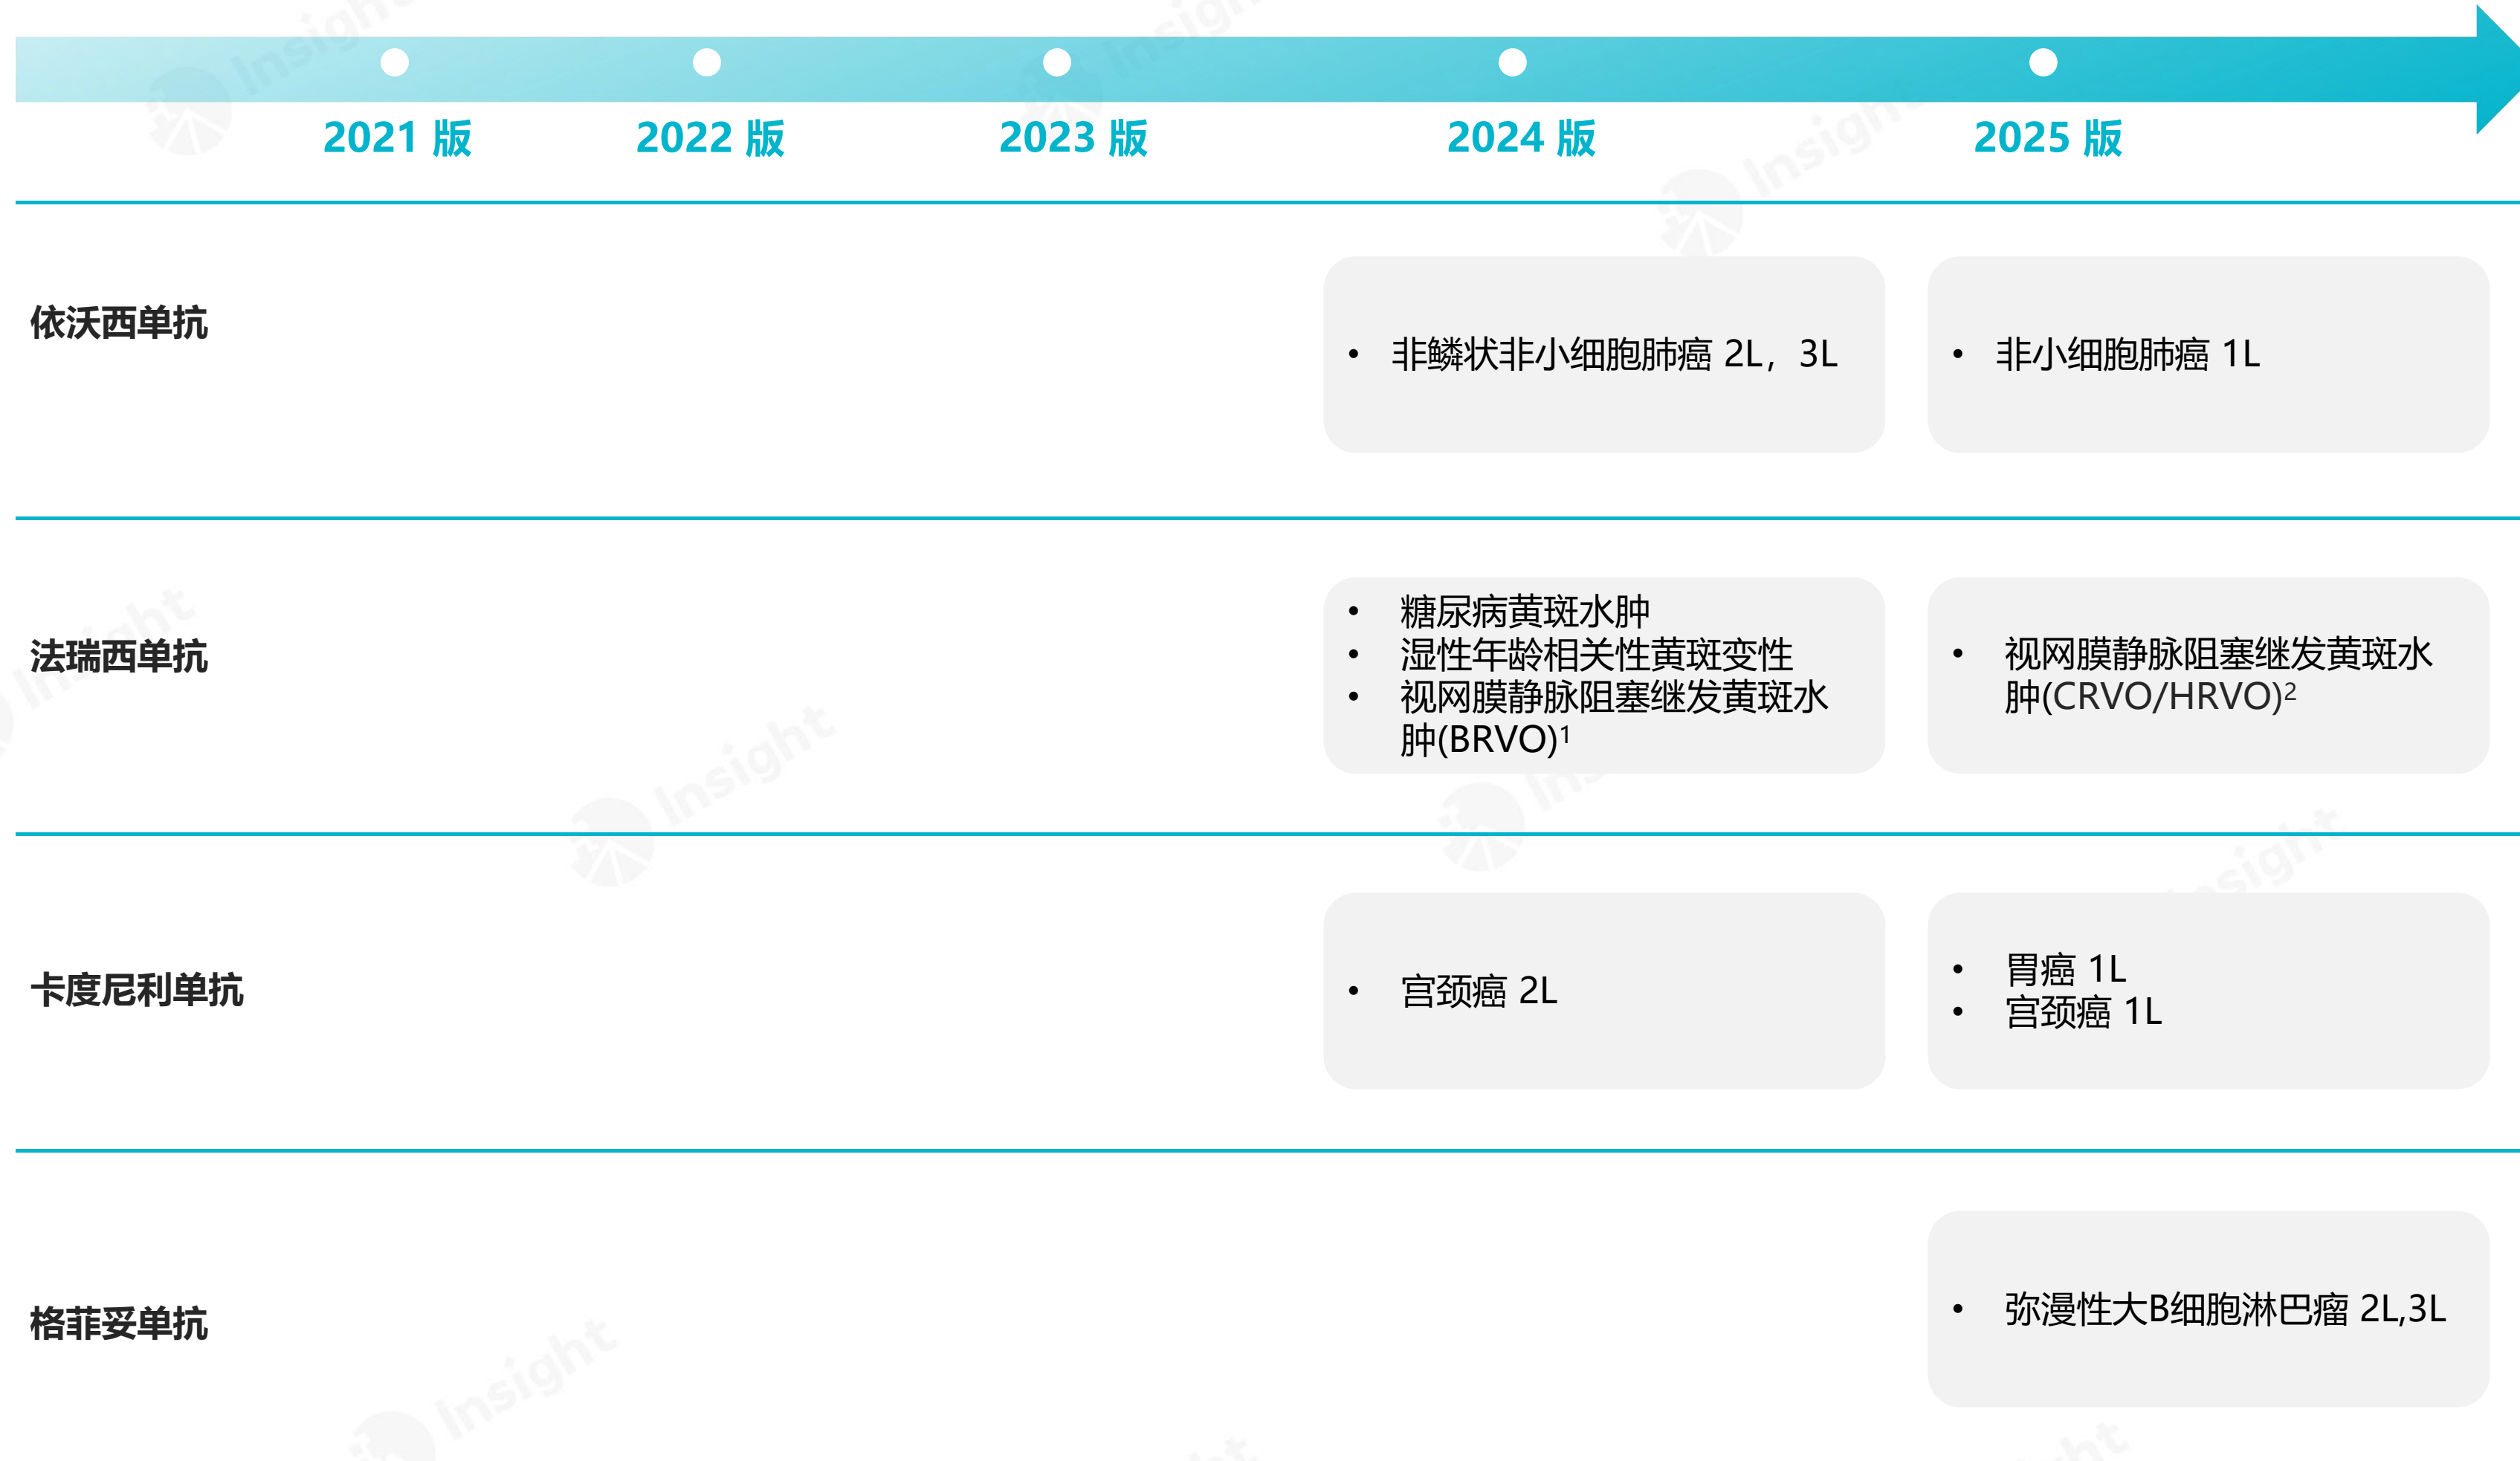 2021 版
2022 版
2023 版
2024 版
2025 版
依沃西单抗
• 非鳞状非小细胞肺癌 2L，3L
• 非小细胞肺癌 1L
法瑞西单抗
• 糖尿病黄斑水肿
• 湿性年龄相关性黄斑变性
• 视网膜静脉阻塞继发黄斑水
肿(BRVO)¹
• 视网膜静脉阻塞继发黄斑水
肿(CRVO/HRVO)²
卡度尼利单抗
• 宫颈癌 2L
• 胃癌 1L
• 宫颈癌 1L
格菲妥单抗
• 弥漫性大B细胞淋巴瘤 2L,3L
Insight
Insight
Insight
Insight
Insight
Insight